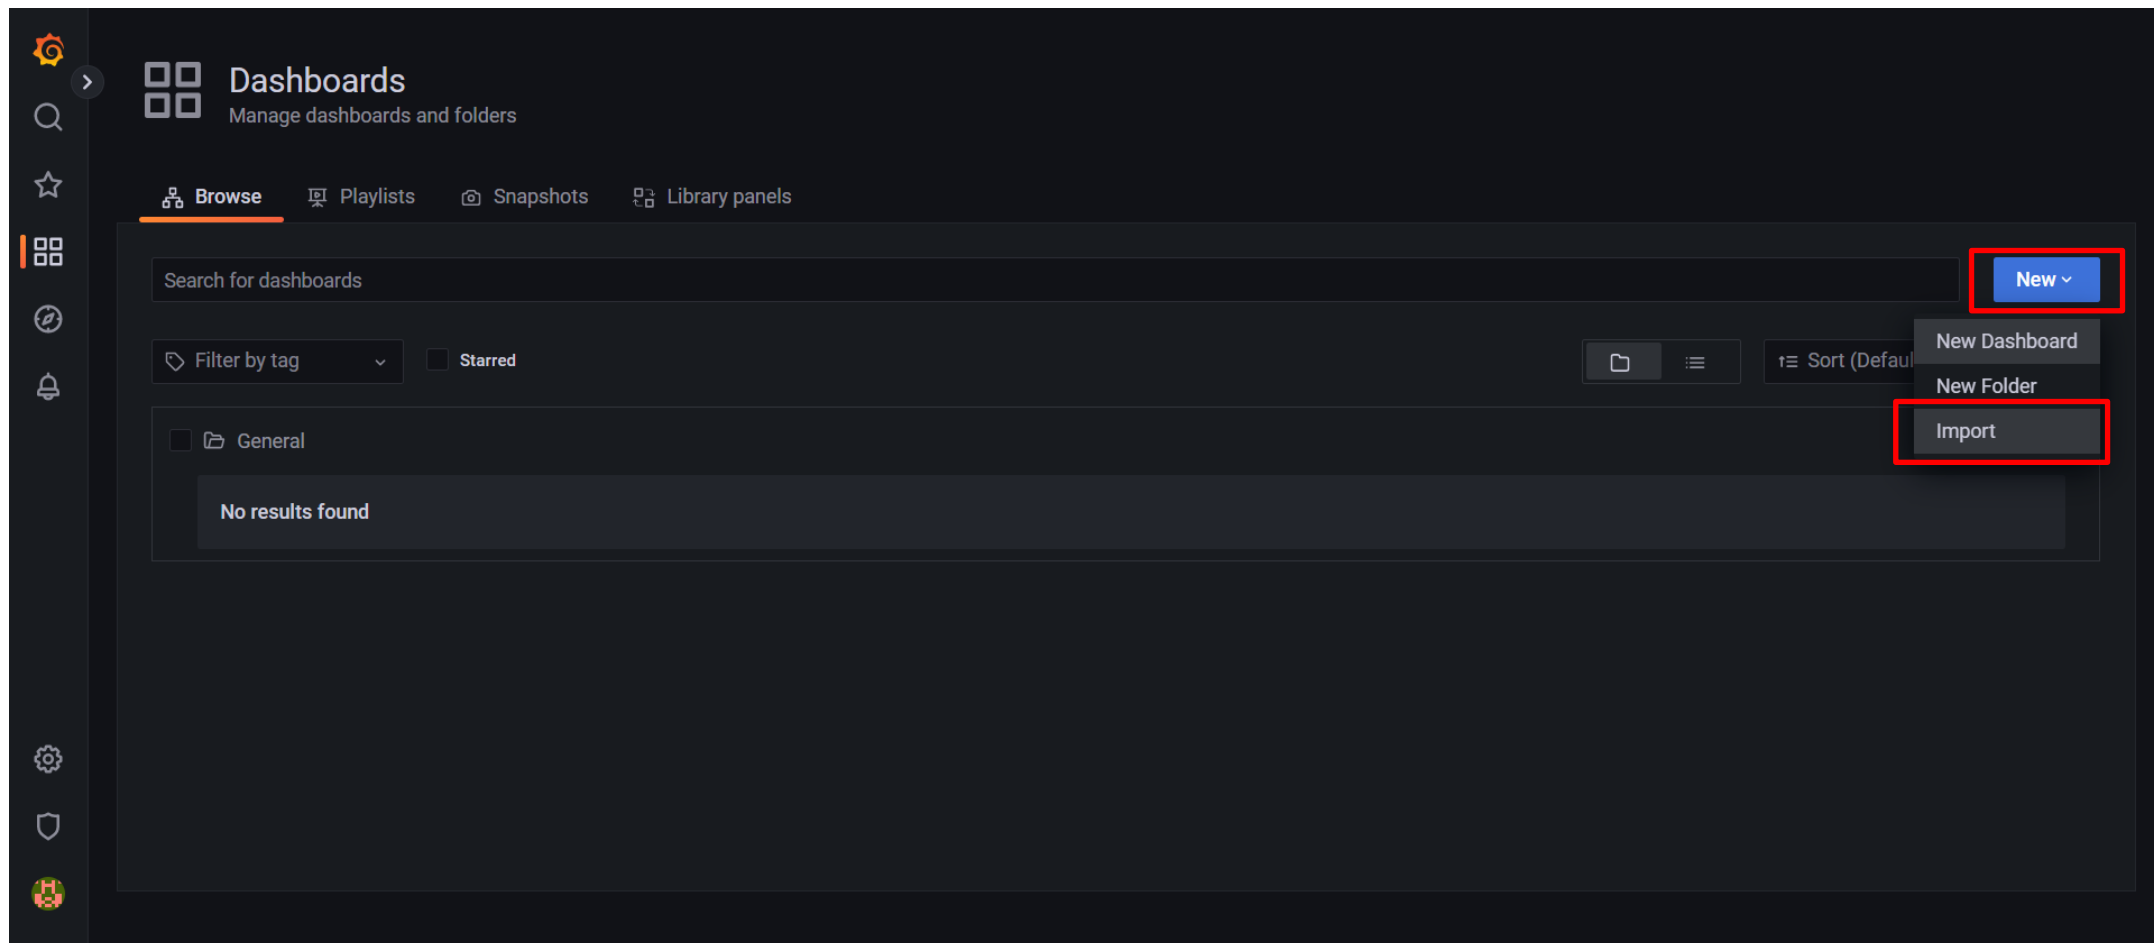 Dashboards
Manage dashboards and folders
Browse Playlists Snapshots Library panels
Search for dashboards
New
Filter by tag
Starred
Sort (Defaul
New Dashboard
New Folder
Import
General
No results found